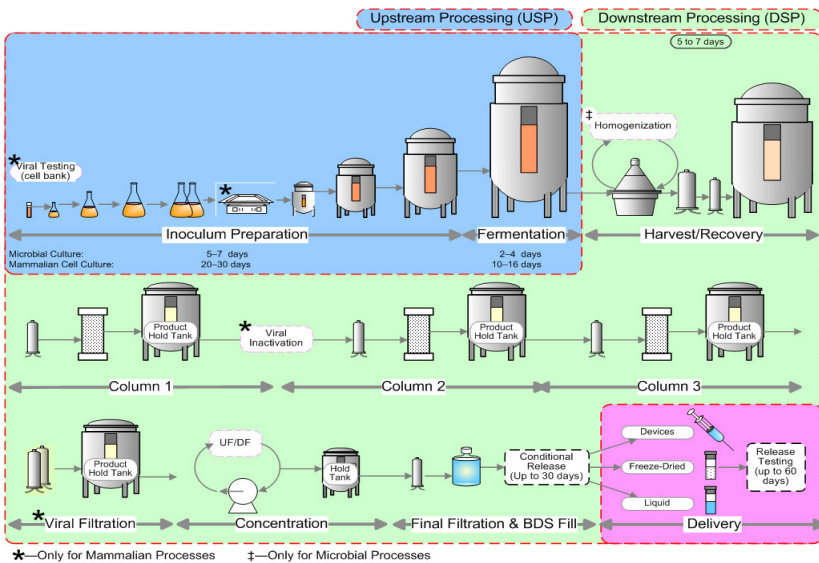 Upstream Processing (USP)
Downstream Processing (DSP)
5 to 7 days
*
Viral Testing
(cell bank)
*
‡
Homogenization
Inoculum Preparation
Fermentation
Harvest/Recovery
Microbial Culture: 5–7 days 2–4 days
Mammalian Cell Culture: 20–30 days 10–16 days
Product
Hold Tank
*
Viral
Inactivation
Product
Hold Tank
Product
Hold Tank
Column 1
Column 2
Column 3
Product
Hold Tank
UF/DF
Hold
Tank
Conditional
Release
(Up to 30 days)
Devices
Freeze-Dried
Liquid
Release
Testing
(up to 60
days)
*Viral Filtration
Concentration
Final Filtration & BDS Fill
Delivery
*—Only for Mammalian Processes
‡—Only for Microbial Processes